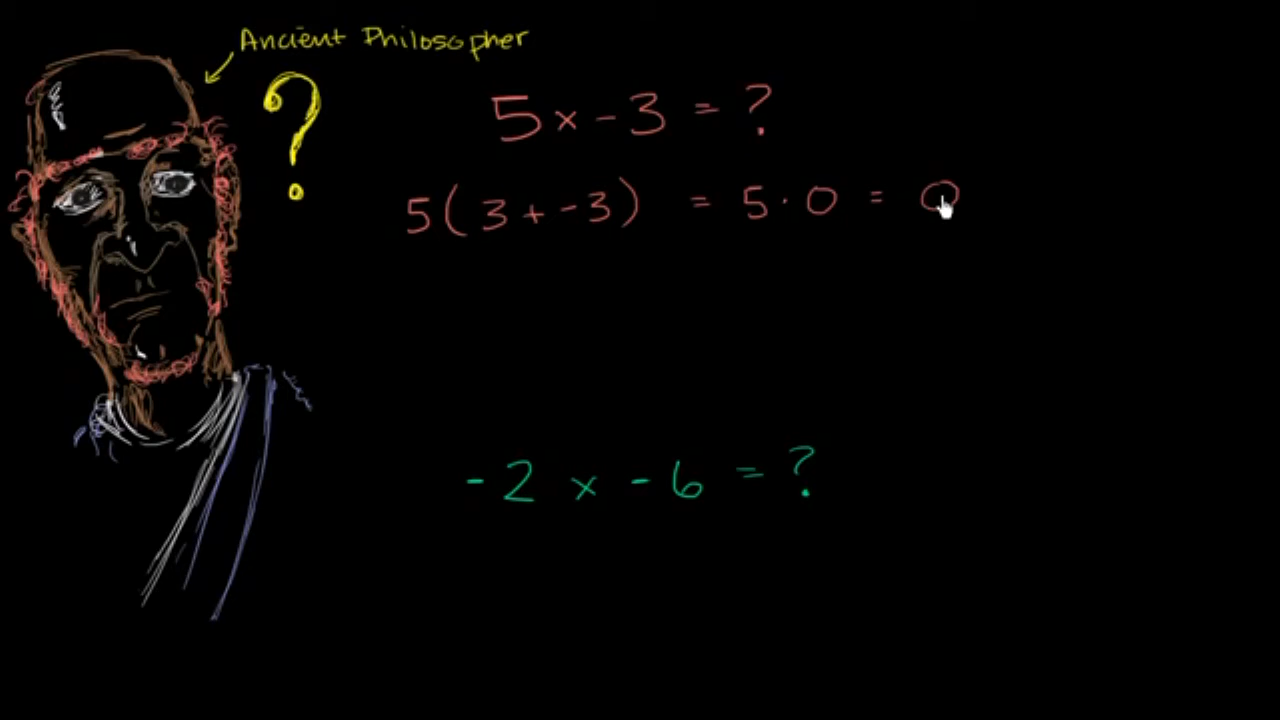 Ancient Philosopher
?
5 x -3 = ?
5(3 + -3) = 5 · 0 = 0
-2 x -6 = ?